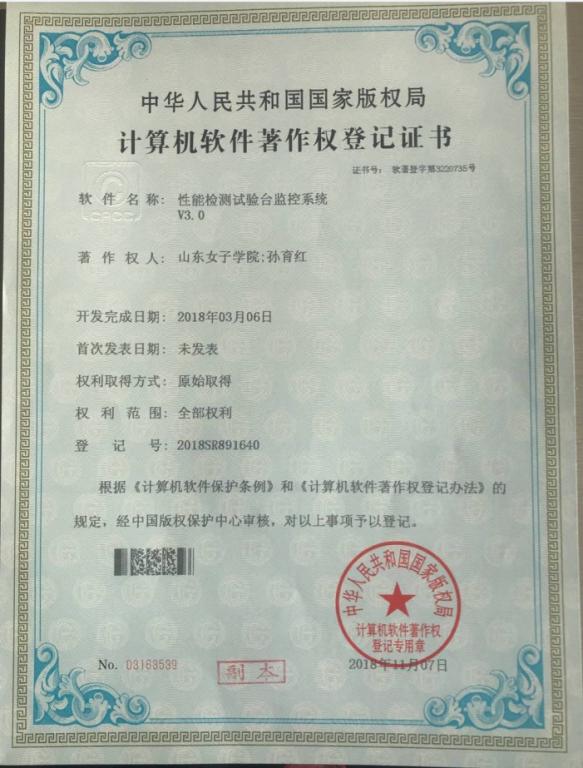 中华人民共和国国家版权局
计算机软件著作权登记证书
证书号： 软著登字第3220735号
软件名称： 性能检测试验台监控系统
V3.0
CPCC
著作权人： 山东女子学院;孙育红
开发完成日期： 2018年03月06日
首次发表日期： 未发表
权利取得方式： 原始取得
权利范围： 全部权利
登记号： 2018SR891640
根据《计算机软件保护条例》和《计算机软件著作权登记办法》的
规定，经中国版权保护中心审核，对以上事项予以登记。
中华人民共和国国家版权局
计算机软件著作权
登记专用章
No. 03163539
副本
2018年11月07日